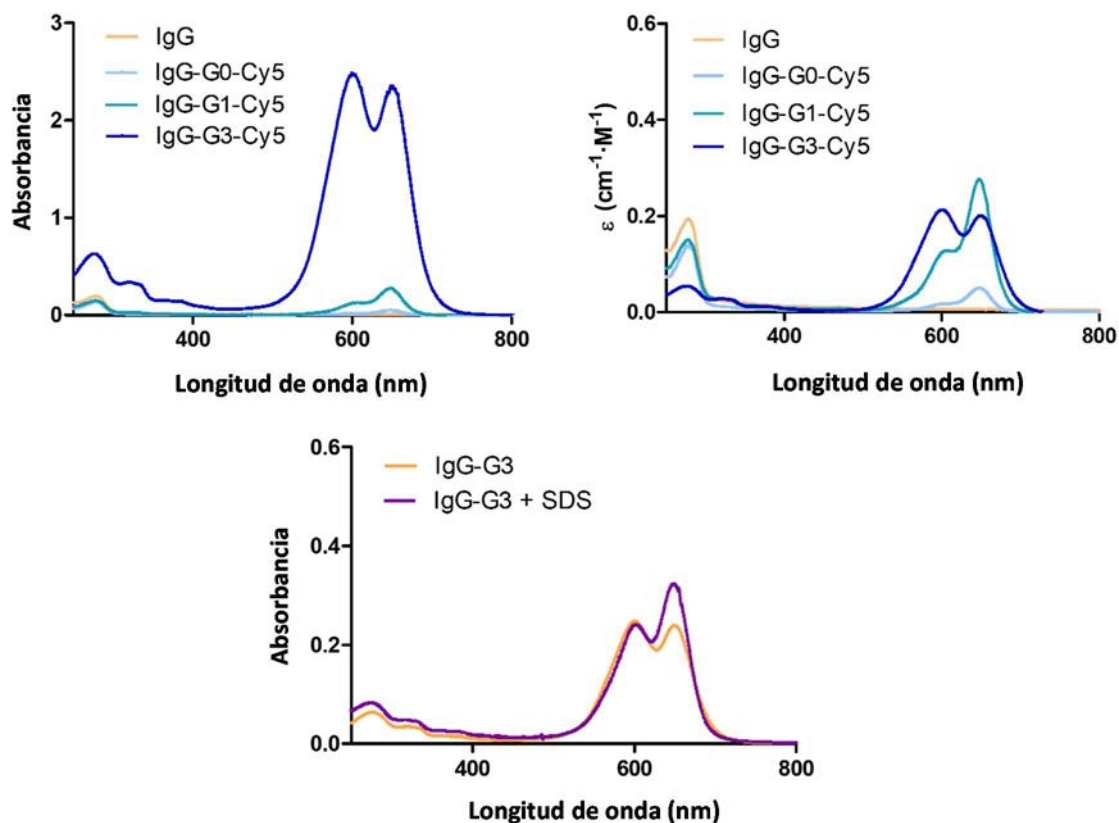 3
2
1
0
Absorbancia
IgG
IgG-G0-Cy5
IgG-G1-Cy5
IgG-G3-Cy5
400
600
800
Longitud de onda (nm)
0.6
0.4
0.2
0.0
ε (cm⁻¹·M⁻¹)
IgG
IgG-G0-Cy5
IgG-G1-Cy5
IgG-G3-Cy5
400
600
800
Longitud de onda (nm)
0.6
0.4
0.2
0.0
Absorbancia
IgG-G3
IgG-G3 + SDS
400
600
800
Longitud de onda (nm)